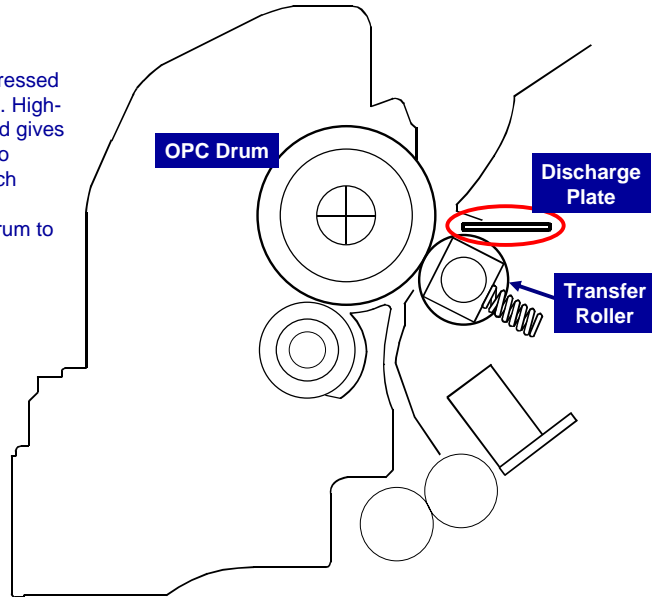 ressed
. High-
d gives
o
ch
rum to
OPC Drum
Discharge
Plate
Transfer
Roller